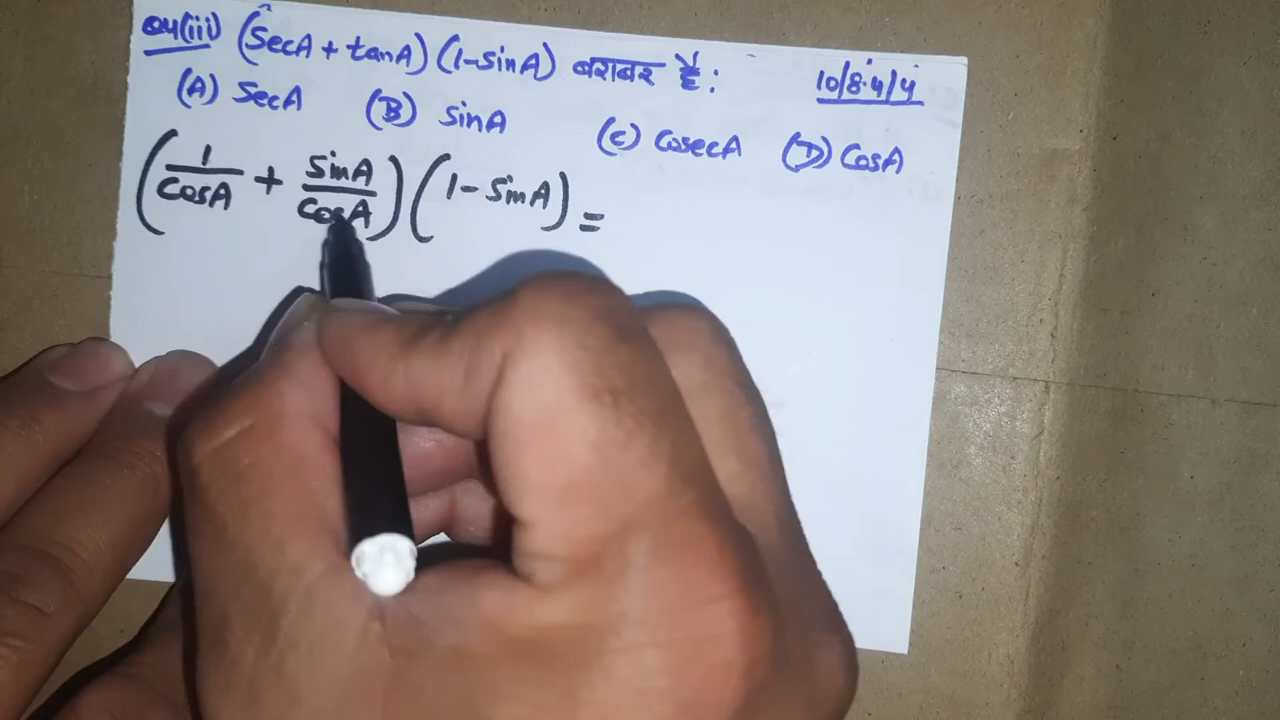 Q4(iii) (SecA + tanA) (1-sinA) बराबर है: 10/8.4/4
(A) SecA (B) sinA (C) CosecA (D) CosA
(1/CosA + SinA/CosA) (1-SinA) =